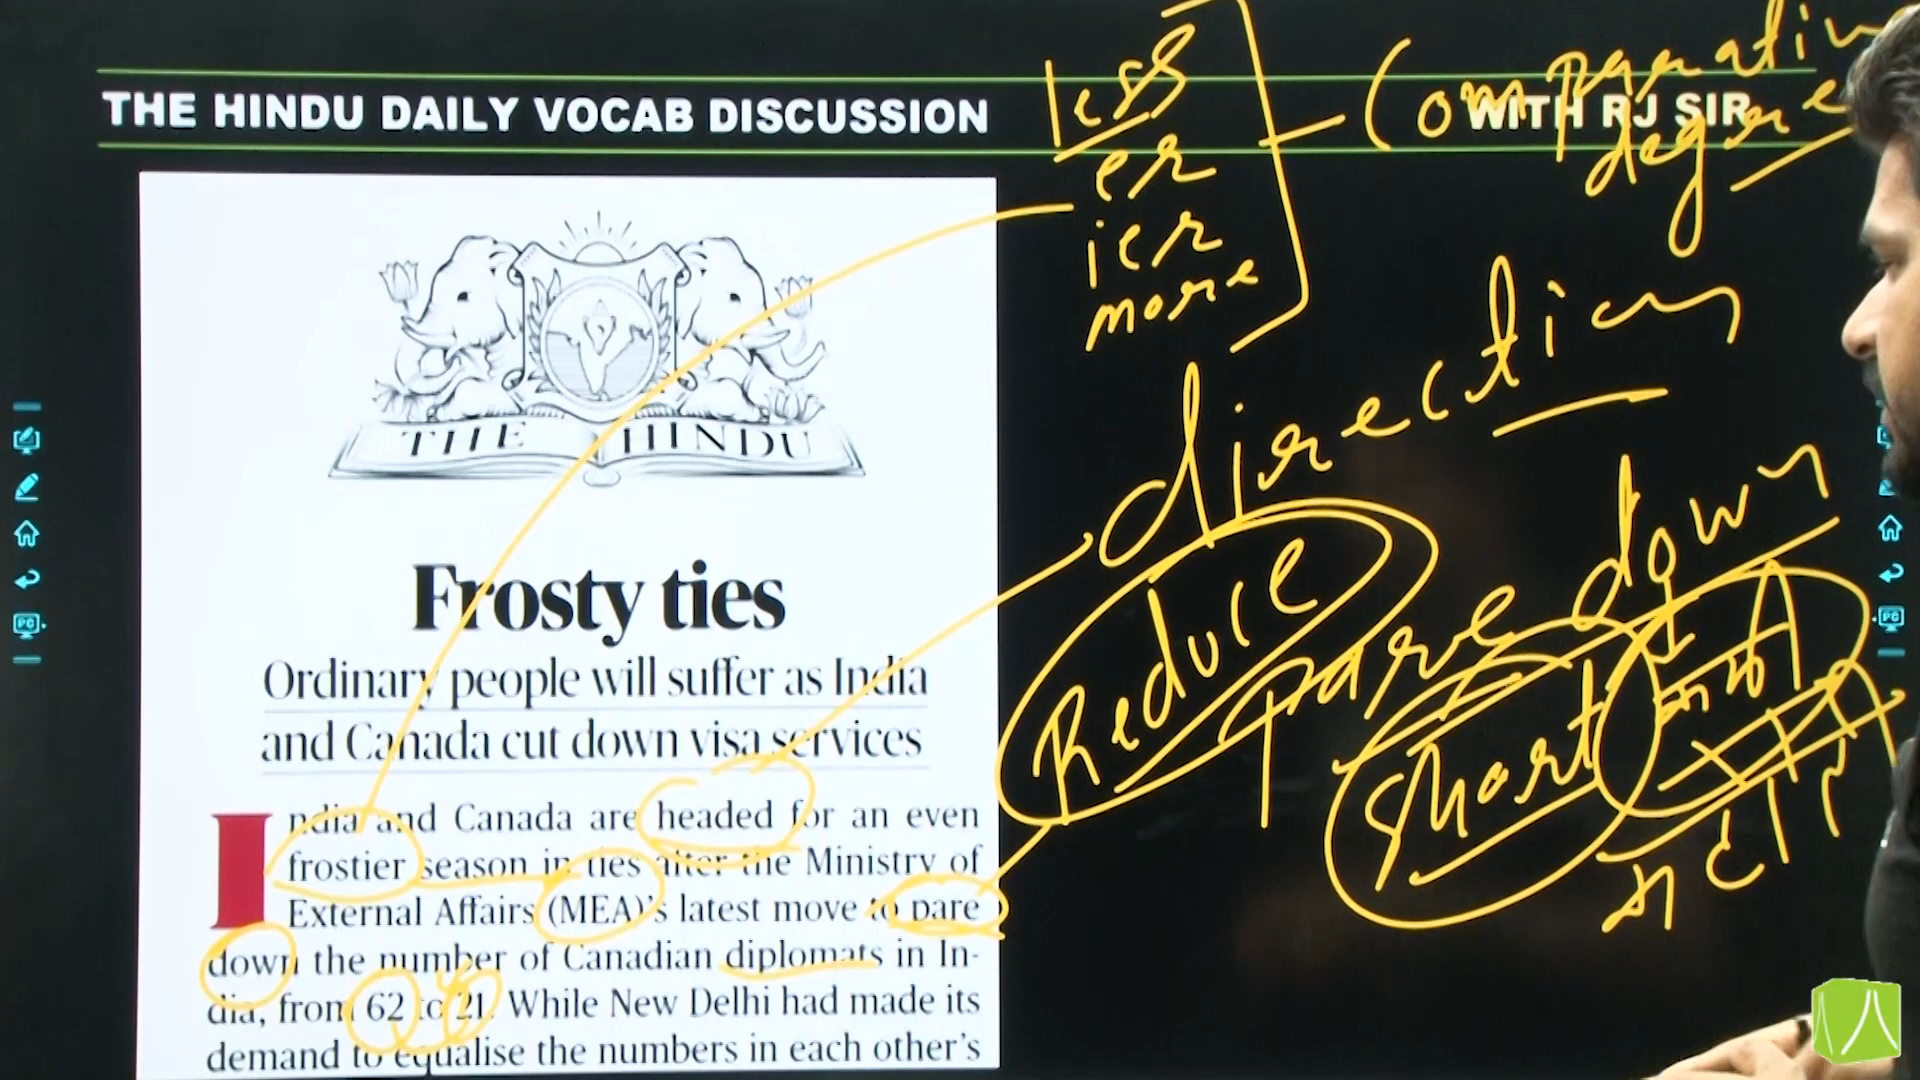 THE HINDU DAILY VOCAB DISCUSSION
WITH RJ SIR
less
er
ier
more
Comparative
degree
THE HINDU
direction
Frosty ties
Ordinary people will suffer as India
and Canada cut down visa services
Reduce
pare down
Short
India and Canada are headed for an even
frostier season in ties after the Ministry of
External Affairs (MEA)'s latest move to pare
down the number of Canadian diplomats in In-
dia, from 62 to 21. While New Delhi had made its
demand to equalise the numbers in each other's
PC
PC